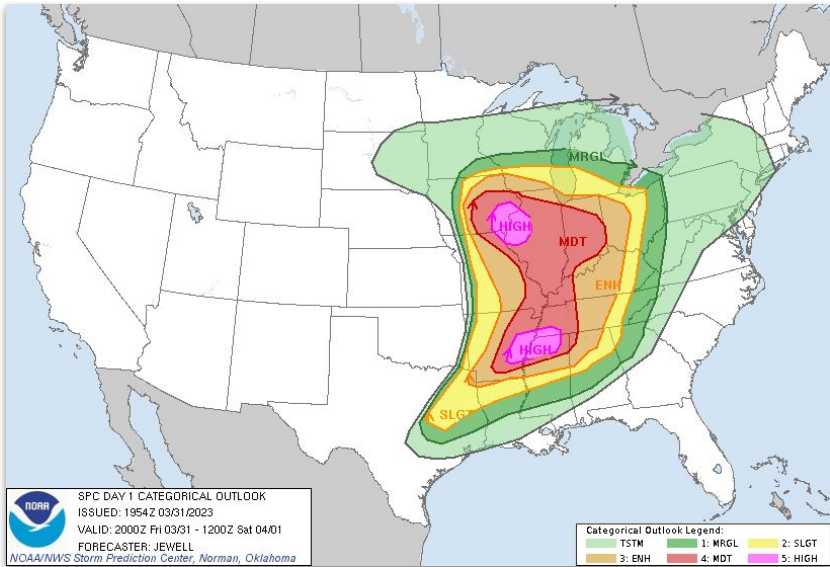 MRGL
HIGH
MDT
ENH
HIGH
SLGT
NOAA
SPC DAY 1 CATEGORICAL OUTLOOK
ISSUED: 1954Z 03/31/2023
VALID: 2000Z Fri 03/31 - 1200Z Sat 04/01
FORECASTER: JEWELL
NOAA/NWS Storm Prediction Center, Norman, Oklahoma
Categorical Outlook Legend:
TSTM 1: MRGL 2: SLGT
3: ENH 4: MDT 5: HIGH